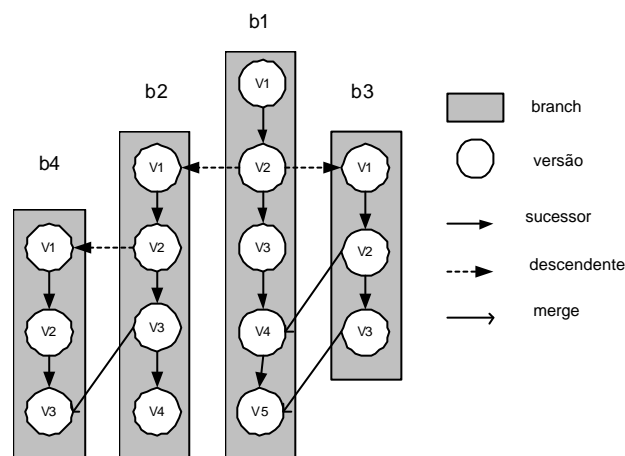 b1
b2
b3
b4
V1
V2
V3
V4
V5
V1
V2
V3
V4
V1
V2
V3
V1
V2
V3
branch
versão
sucessor
descendente
merge